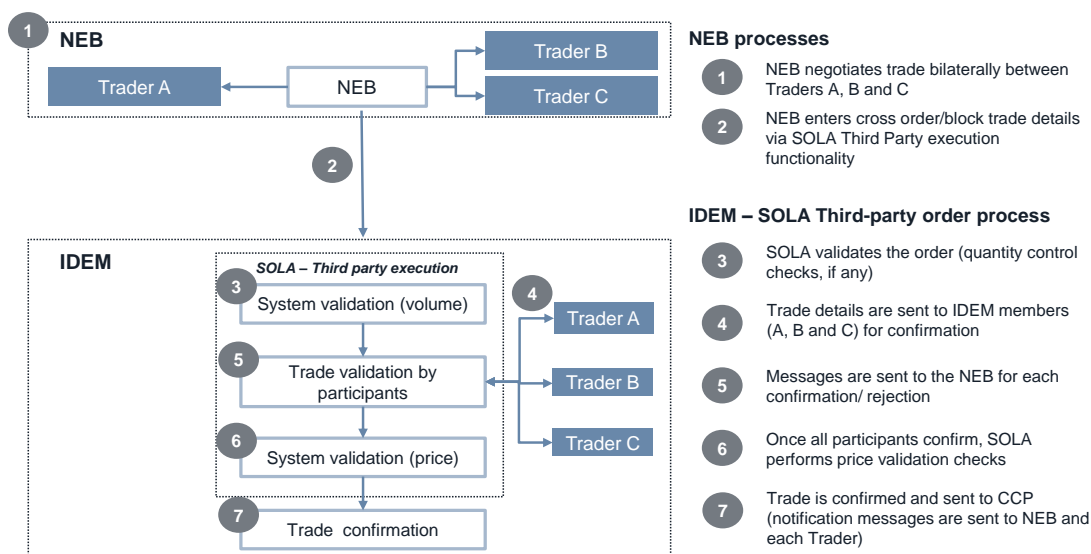 1
NEB
Trader A
NEB
Trader B
Trader C
2
IDEM
SOLA – Third party execution
3
System validation (volume)
4
Trader A
5
Trade validation by
participants
Trader B
6
System validation (price)
Trader C
7
Trade confirmation
NEB processes
1
NEB negotiates trade bilaterally between
Traders A, B and C
2
NEB enters cross order/block trade details
via SOLA Third Party execution
functionality
IDEM – SOLA Third-party order process
3
SOLA validates the order (quantity control
checks, if any)
4
Trade details are sent to IDEM members
(A, B and C) for confirmation
5
Messages are sent to the NEB for each
confirmation/ rejection
6
Once all participants confirm, SOLA
performs price validation checks
7
Trade is confirmed and sent to CCP
(notification messages are sent to NEB and
each Trader)